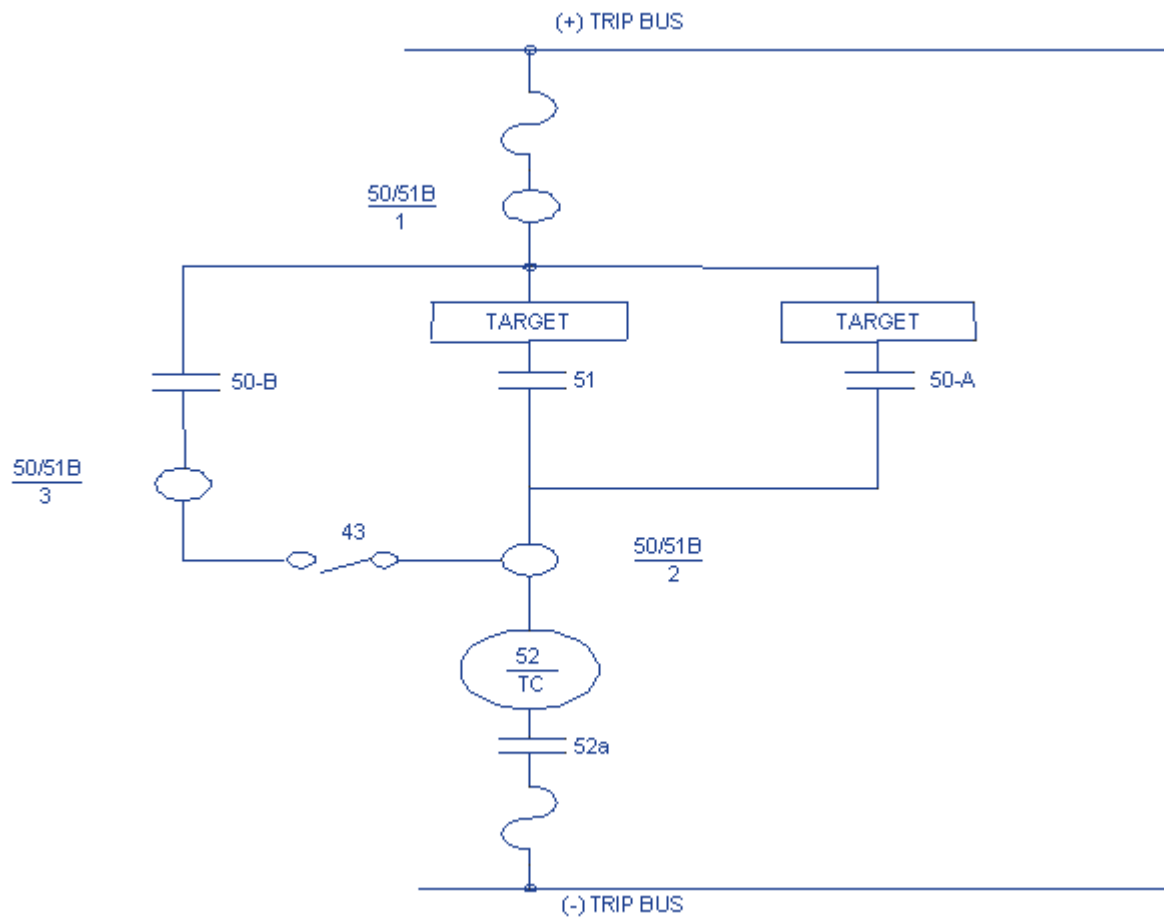 (+) TRIP BUS
50/51B
1
TARGET
TARGET
50-B
51
50-A
50/51B
3
43
50/51B
2
52
TC
52a
(-) TRIP BUS